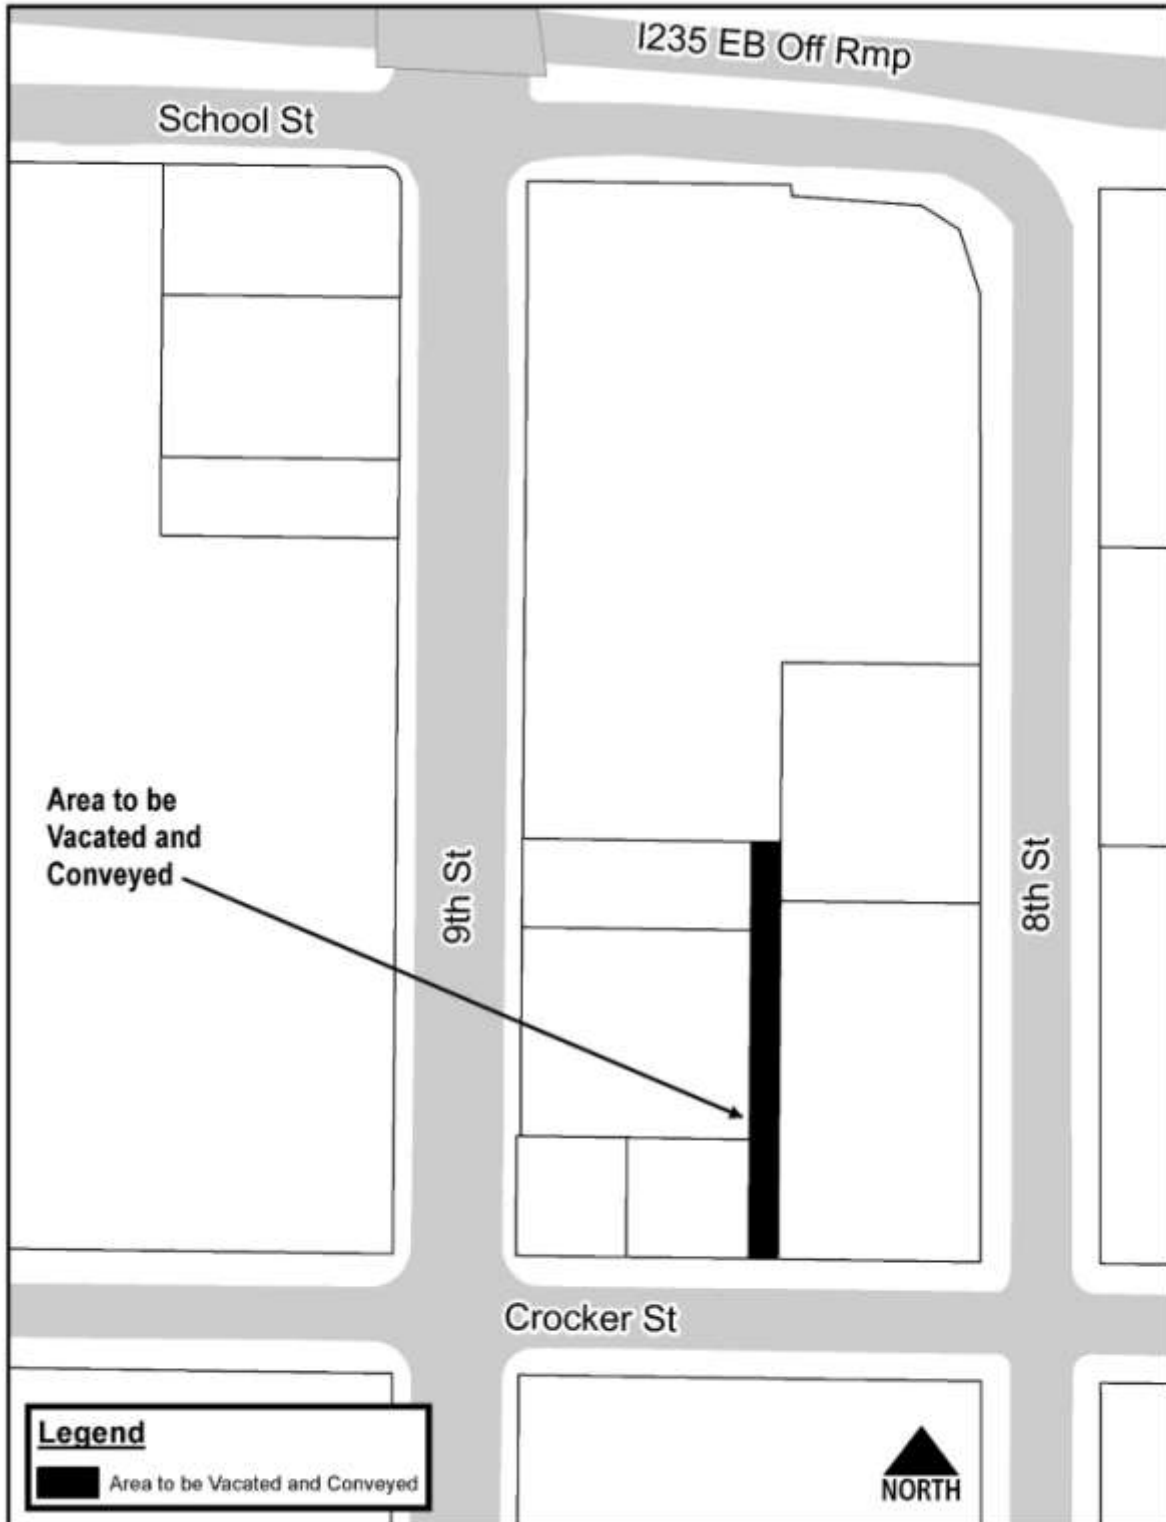 I235 EB Off Rmp
School St
Area to be
Vacated and
Conveyed
9th St
8th St
Crocker St
Legend
Area to be Vacated and Conveyed
NORTH